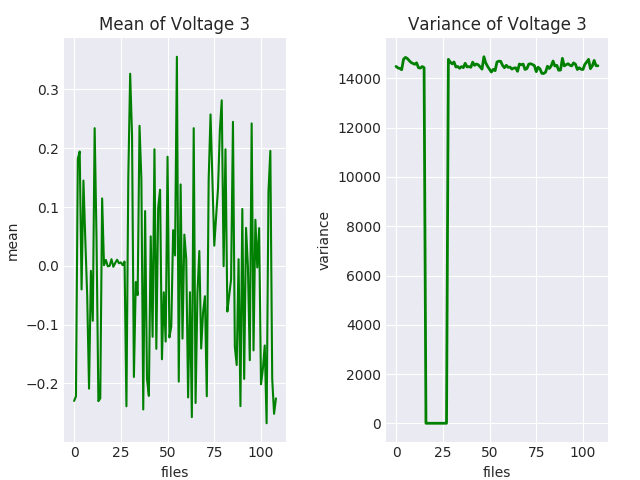 Mean of Voltage 3
mean
0.3
0.2
0.1
0.0
−0.1
−0.2
0 25 50 75 100
files
Variance of Voltage 3
variance
14000
12000
10000
8000
6000
4000
2000
0
0 25 50 75 100
files